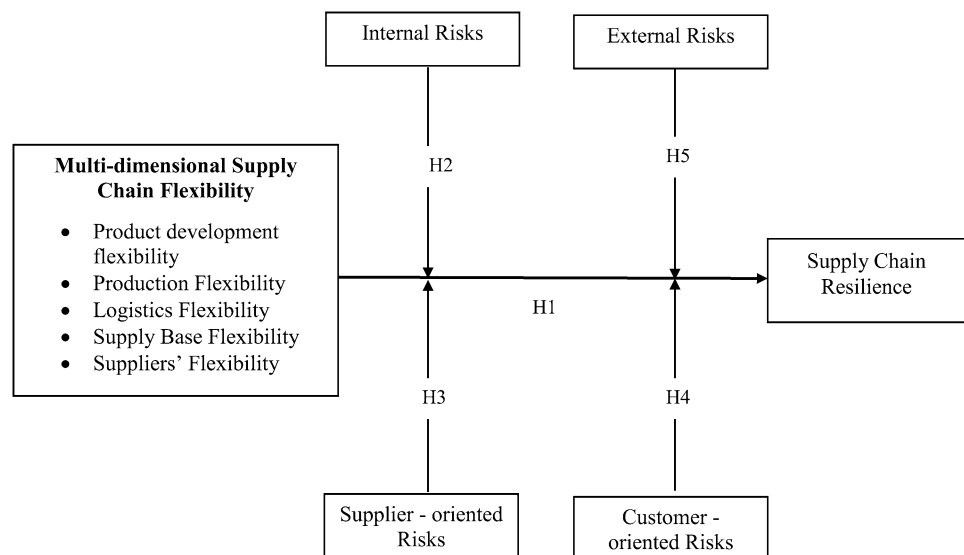 Internal Risks
External Risks
H2
H5
Multi-dimensional Supply
Chain Flexibility
• Product development
flexibility
• Production Flexibility
• Logistics Flexibility
• Supply Base Flexibility
• Suppliers’ Flexibility
H1
Supply Chain
Resilience
H3
H4
Supplier - oriented
Risks
Customer -
oriented Risks